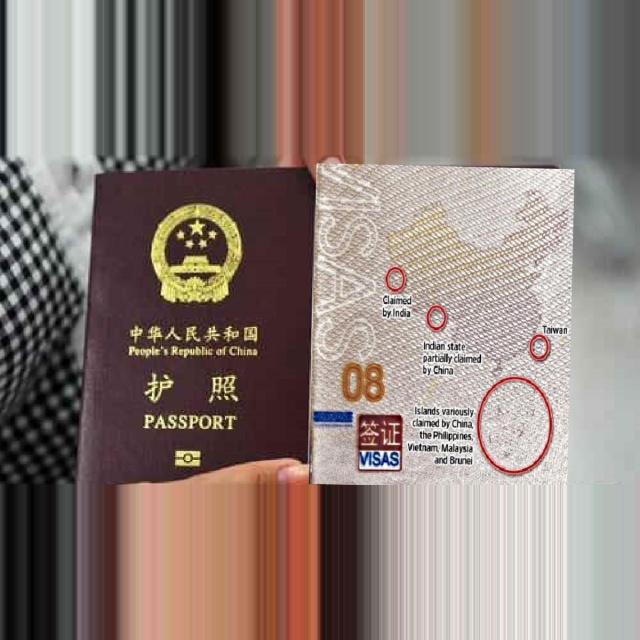 中华人民共和国
People's Republic of China
护照
PASSPORT
VISAS
Claimed
by India
Indian state
partially claimed
by China
Taiwan
08
Islands variously
claimed by China,
the Philippines,
Vietnam, Malaysia
and Brunei
签证
VISAS